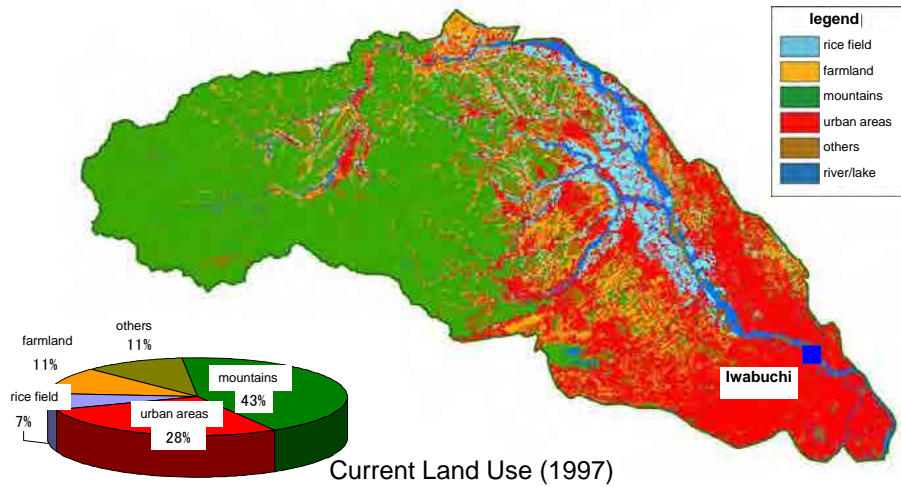 legend
rice field
farmland
mountains
urban areas
others
river/lake
Iwabuchi
others
11%
farmland
11%
mountains
43%
rice field
7%
urban areas
28%
Current Land Use (1997)